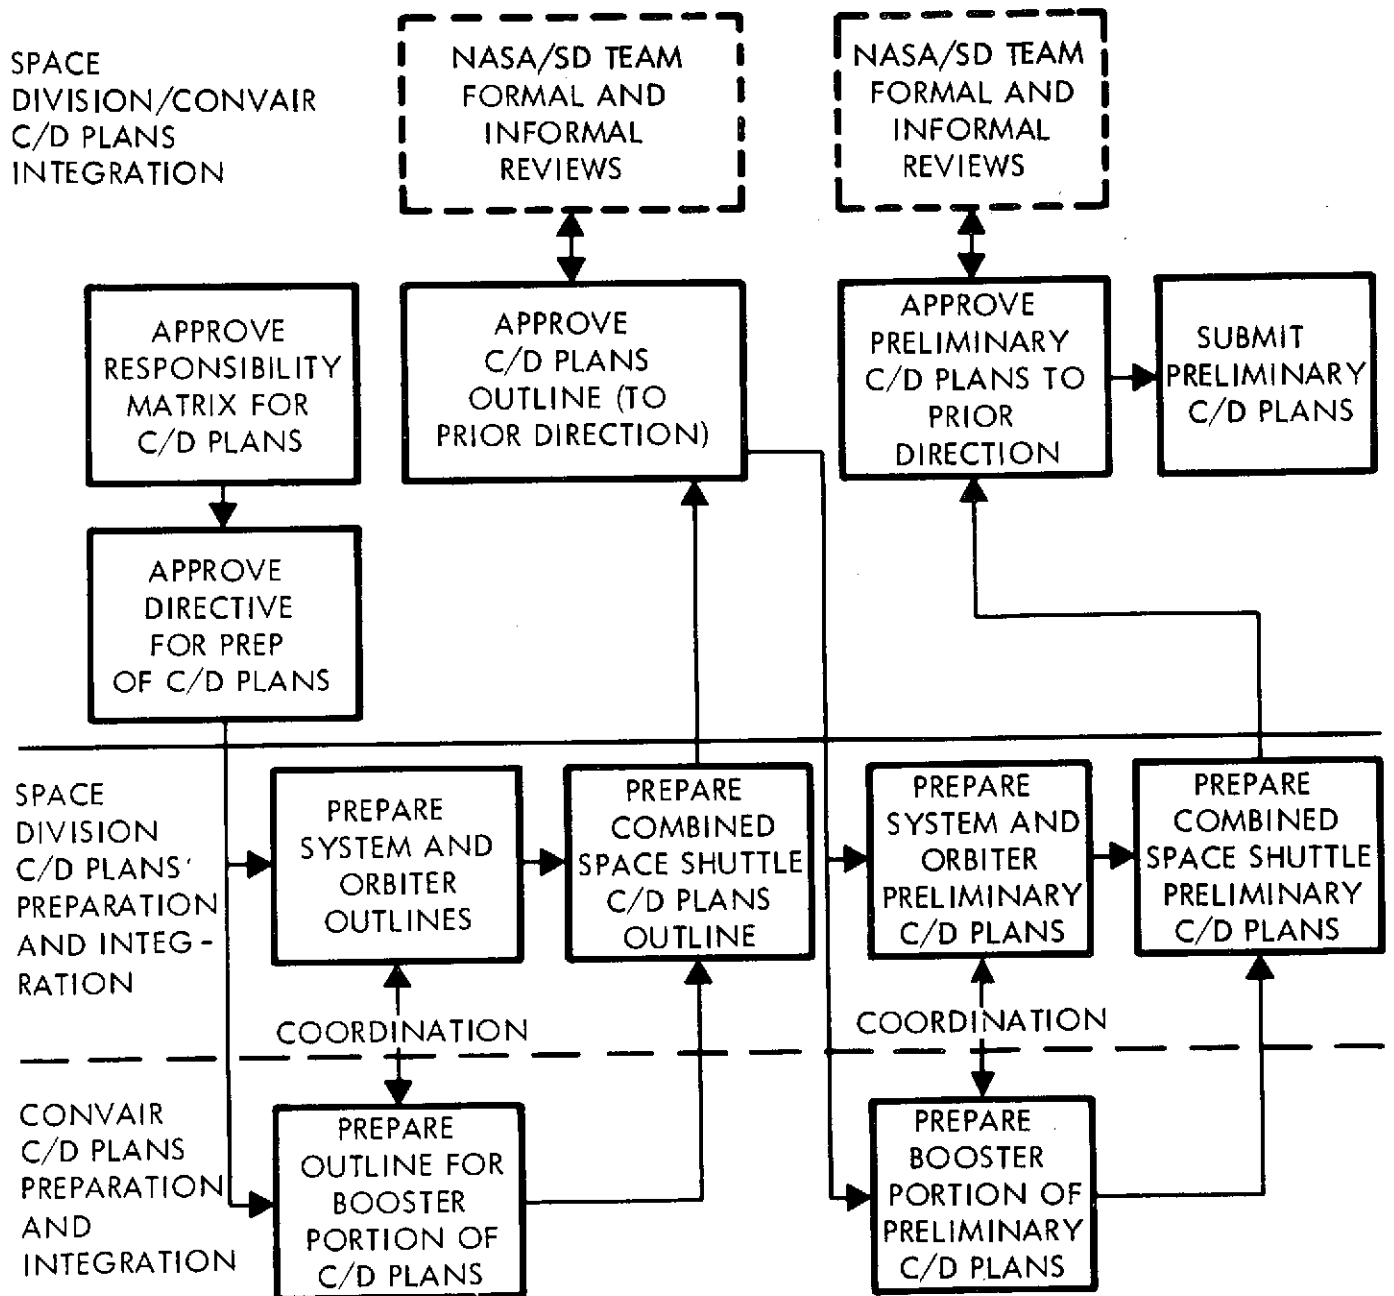 SPACE
DIVISION/CONVAIR
C/D PLANS
INTEGRATION
NASA/SD TEAM
FORMAL AND
INFORMAL
REVIEWS
NASA/SD TEAM
FORMAL AND
INFORMAL
REVIEWS
APPROVE
RESPONSIBILITY
MATRIX FOR
C/D PLANS
APPROVE
C/D PLANS
OUTLINE (TO
PRIOR DIRECTION)
APPROVE
PRELIMINARY
C/D PLANS TO
PRIOR
DIRECTION
SUBMIT
PRELIMINARY
C/D PLANS
APPROVE
DIRECTIVE
FOR PREP
OF C/D PLANS
SPACE
DIVISION
C/D PLANS'
PREPARATION
AND INTEG-
RATION
PREPARE
SYSTEM AND
ORBITER
OUTLINES
PREPARE
COMBINED
SPACE SHUTTLE
C/D PLANS
OUTLINE
PREPARE
SYSTEM AND
ORBITER
PRELIMINARY
C/D PLANS
PREPARE
COMBINED
SPACE SHUTTLE
PRELIMINARY
C/D PLANS
COORDINATION
COORDINATION
CONVAIR
C/D PLANS
PREPARATION
AND
INTEGRATION
PREPARE
OUTLINE FOR
BOOSTER
PORTION OF
C/D PLANS
PREPARE
BOOSTER
PORTION OF
PRELIMINARY
C/D PLANS